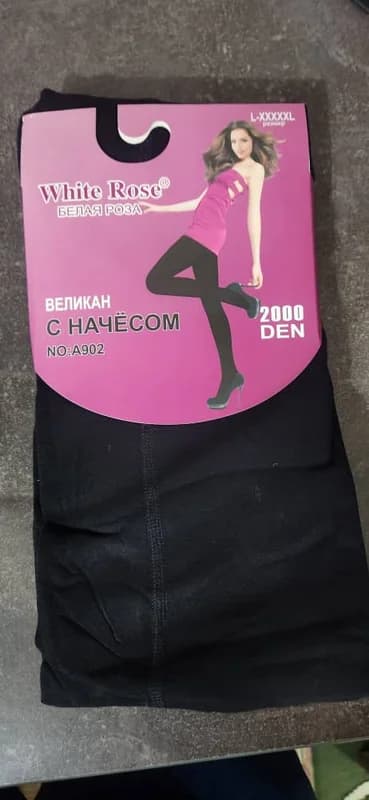 L-XXXXXL
размер
White Rose®
БЕЛАЯ РОЗА
ВЕЛИКАН
С НАЧЁСОМ
NO:A902
2000
DEN